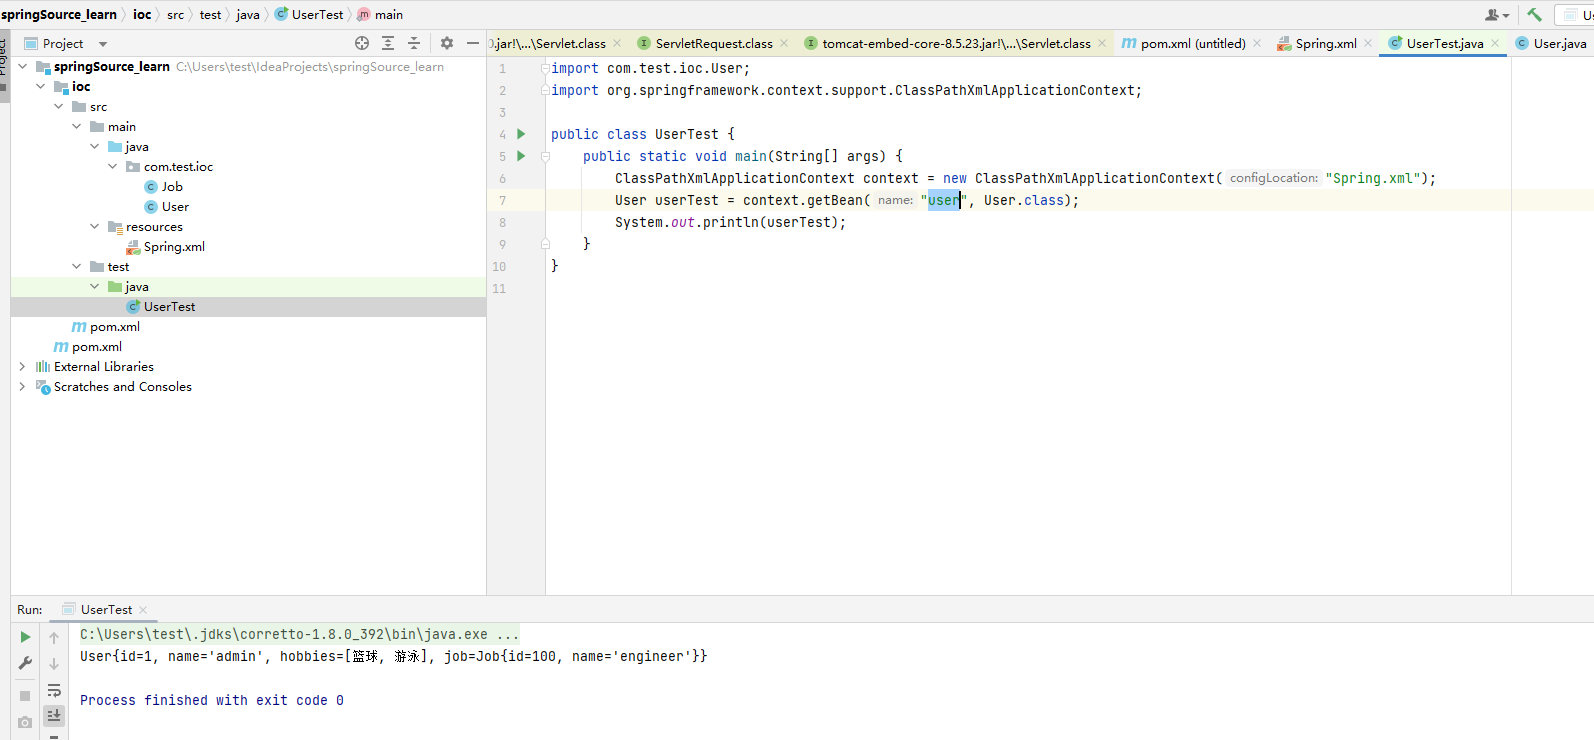 springSource_learn ioc src test java UserTest main
Us
Project
Project
0.jar!\...\Servlet.class ServletRequest.class tomcat-embed-core-8.5.23.jar!\...\Servlet.class pom.xml (untitled) Spring.xml UserTest.java User.java
springSource_learn C:\Users\test\IdeaProjects\springSource_learn
ioc
src
main
java
com.test.ioc
Job
User
resources
Spring.xml
test
java
UserTest
pom.xml
pom.xml
External Libraries
Scratches and Consoles
1 import com.test.ioc.User;
2 import org.springframework.context.support.ClassPathXmlApplicationContext;
3
4 public class UserTest {
5 public static void main(String[] args) {
6 ClassPathXmlApplicationContext context = new ClassPathXmlApplicationContext( configLocation: "Spring.xml");
7 User userTest = context.getBean( name: "user", User.class);
8 System.out.println(userTest);
9 }
10 }
11
Run: UserTest
C:\Users\test\.jdks\corretto-1.8.0_392\bin\java.exe ...
User{id=1, name='admin', hobbies=[篮球, 游泳], job=Job{id=100, name='engineer'}}
Process finished with exit code 0